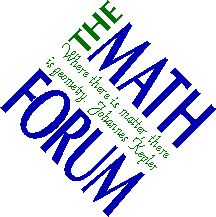 THE
MATH
Where there is matter, there
is geometry. Johannes Kepler
FORUM